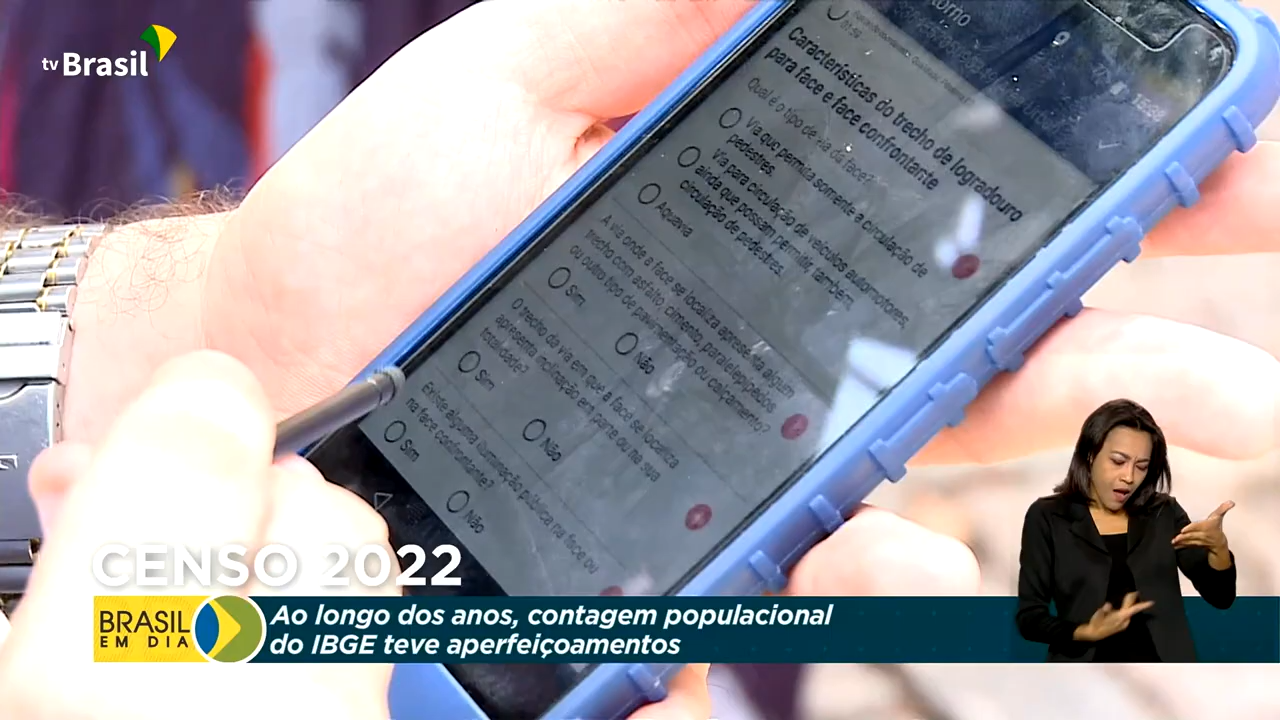 tv Brasil
torno
15:38
Características do trecho de logradouro
para face e face confrontante
Qual é o tipo de via da face?
Via que permita somente a circulação de
pedestres.
Via para circulação de veículos automotores,
ainda que possam permitir também
circulação de pedestres.
Aquavia
A via onde a face se localiza apresenta algum
trecho com asfalto, cimento, paralelepípedos
ou outro tipo de pavimentação ou calçamento?
Sim
Não
O trecho da via em que a face se localiza
apresenta inclinação em parte ou na sua
totalidade?
Sim
Não
Existe alguma iluminação pública na face ou
na face confrontante?
Sim
Não
CENSO 2022
BRASIL
EM DIA
Ao longo dos anos, contagem populacional
do IBGE teve aperfeiçoamentos